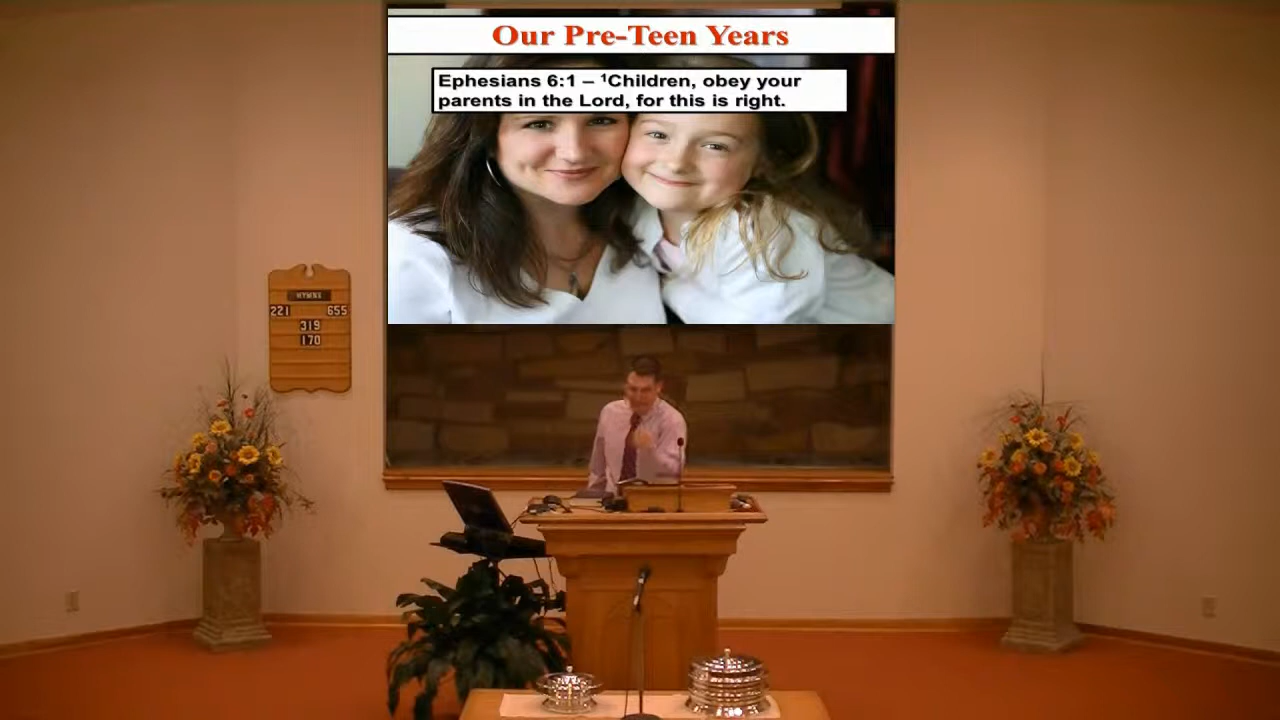 Our Pre-Teen Years
Ephesians 6:1 – ¹Children, obey your
parents in the Lord, for this is right.
HYMNS
221 655
319
170